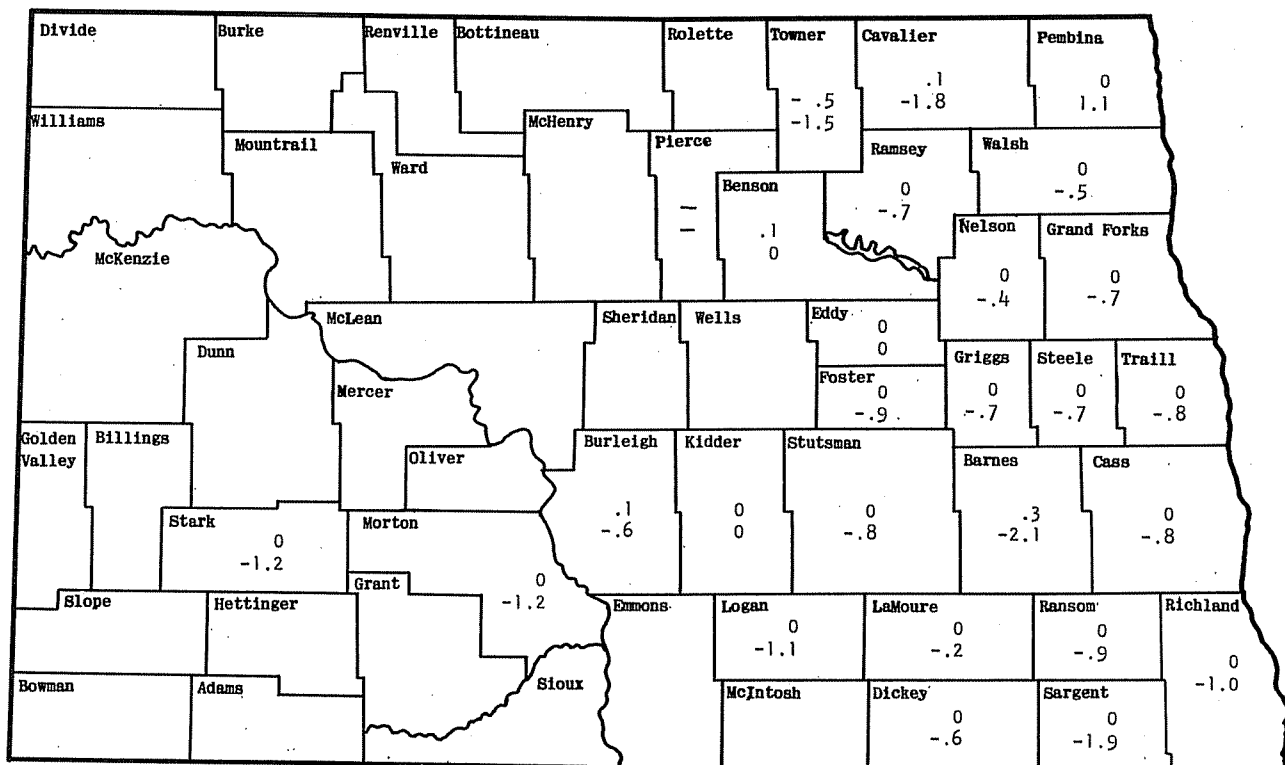 Divide
Burke
Renville
Bottineau
Rolette
Towner
- .5
-1.5
Cavalier
.1
-1.8
Pembina
0
1.1
Williams
Mountrail
Ward
McHenry
Pierce
—
—
Benson
.1
0
Ramsey
0
-.7
Walsh
0
-.5
Nelson
0
-.4
Grand Forks
0
-.7
McKenzie
Dunn
McLean
Mercer
Oliver
Sheridan
Wells
Eddy
0
0
Foster
0
-.9
Griggs
0
-.7
Steele
0
-.7
Traill
0
-.8
Golden
Valley
Billings
Stark
0
-1.2
Morton
0
-1.2
Burleigh
.1
-.6
Kidder
0
0
Stutsman
0
-.8
Barnes
.3
-2.1
Cass
0
-.8
Slope
Hettinger
Grant
Sioux
Emmons
Logan
0
-1.1
LaMoure
0
-.2
Ransom
0
-.9
Richland
0
-1.0
Bowman
Adams
McIntosh
Dickey
0
-.6
Sargent
0
-1.9